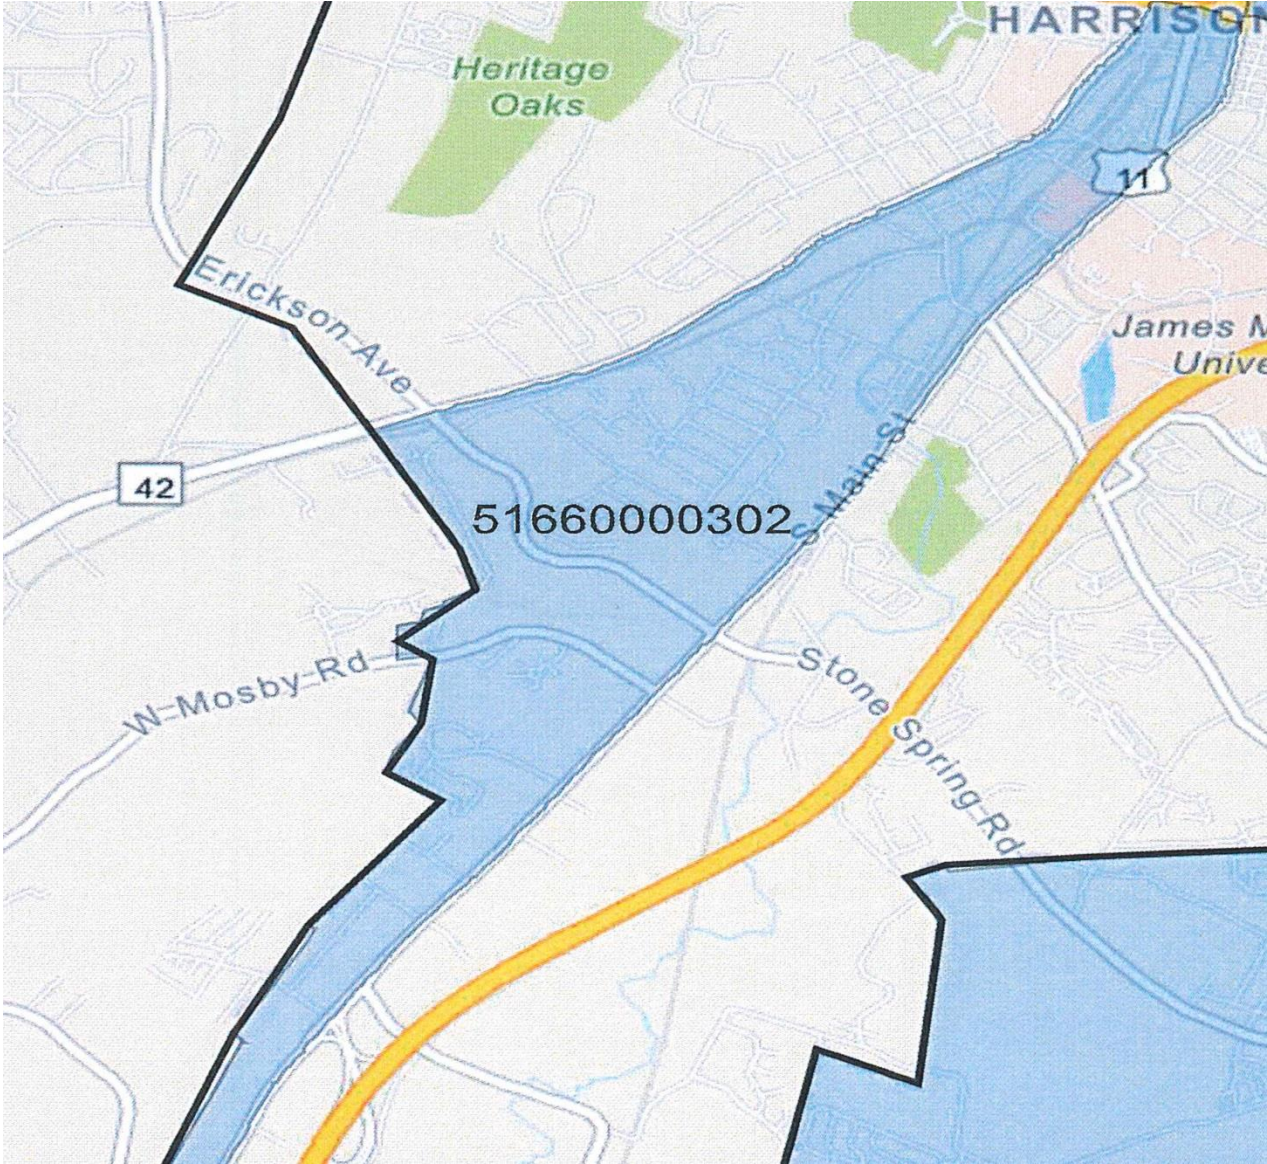 HARRISON
Heritage
Oaks
11
Erickson Ave
James M
Unive
42
S Main St
51660000302
W Mosby Rd
Stone Spring Rd